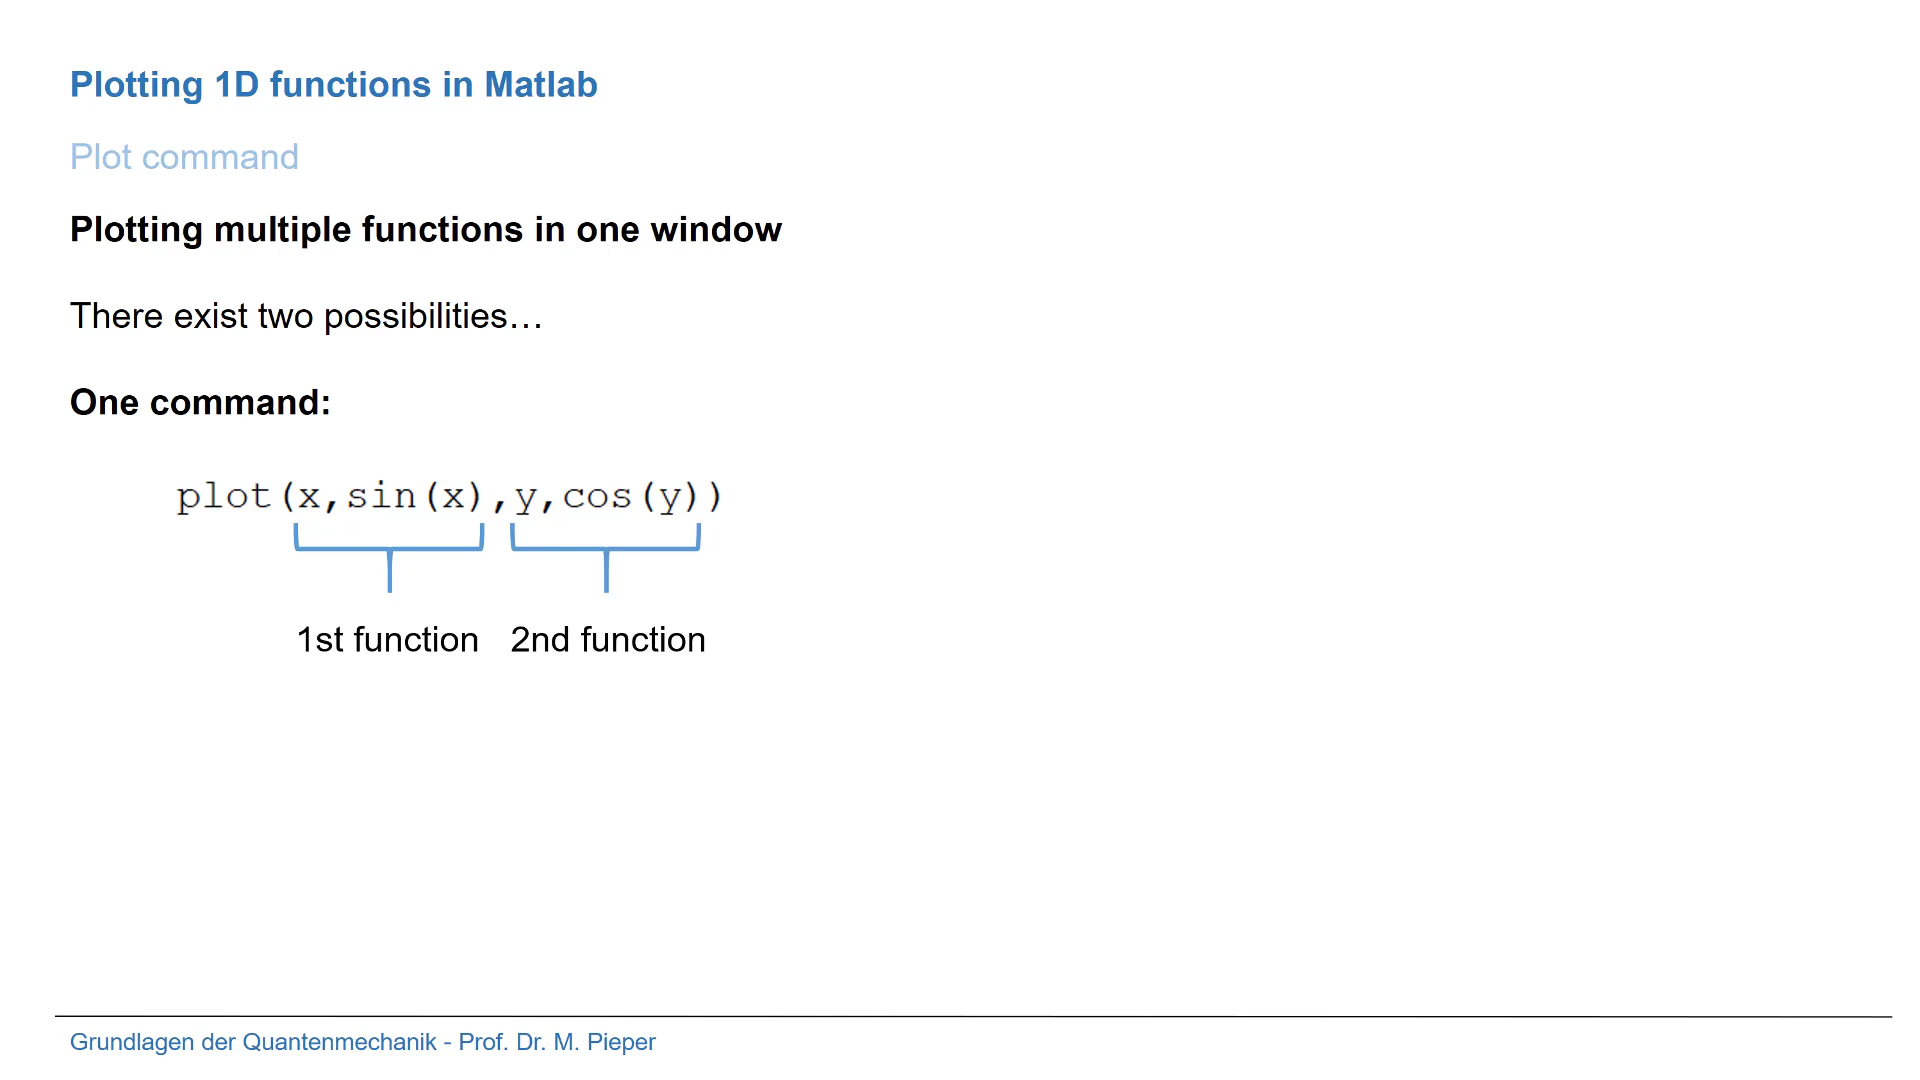 Plotting 1D functions in Matlab
Plot command
Plotting multiple functions in one window
There exist two possibilities…
One command:
plot(x,sin(x),y,cos(y))
1st function 2nd function
Grundlagen der Quantenmechanik - Prof. Dr. M. Pieper